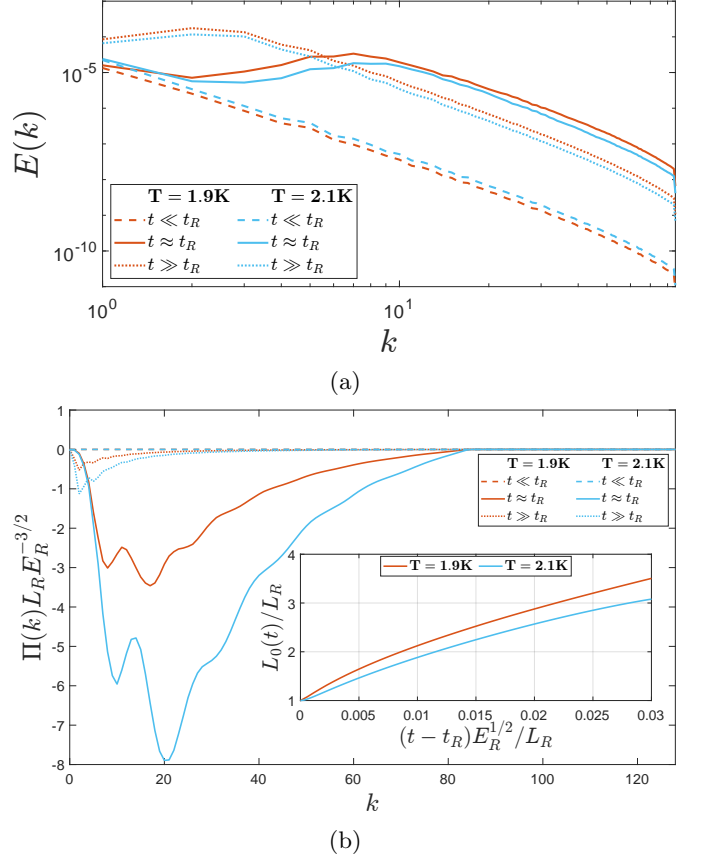 E(k)
10^{-5}
10^{-10}
T = 1.9K T = 2.1K
t ≪ t_R t ≪ t_R
t ≈ t_R t ≈ t_R
t ≫ t_R t ≫ t_R
10^0 10^1
k
(a)
Π(k)L_R E_R^{-3/2}
1
0
-1
-2
-3
-4
-5
-6
-7
-8
T = 1.9K T = 2.1K
t ≪ t_R t ≪ t_R
t ≈ t_R t ≈ t_R
t ≫ t_R t ≫ t_R
L_0(t)/L_R
4
3
2
1
T = 1.9K T = 2.1K
0 0.005 0.01 0.015 0.02 0.025 0.03
(t − t_R)E_R^{1/2}/L_R
0 20 40 60 80 100 120
k
(b)